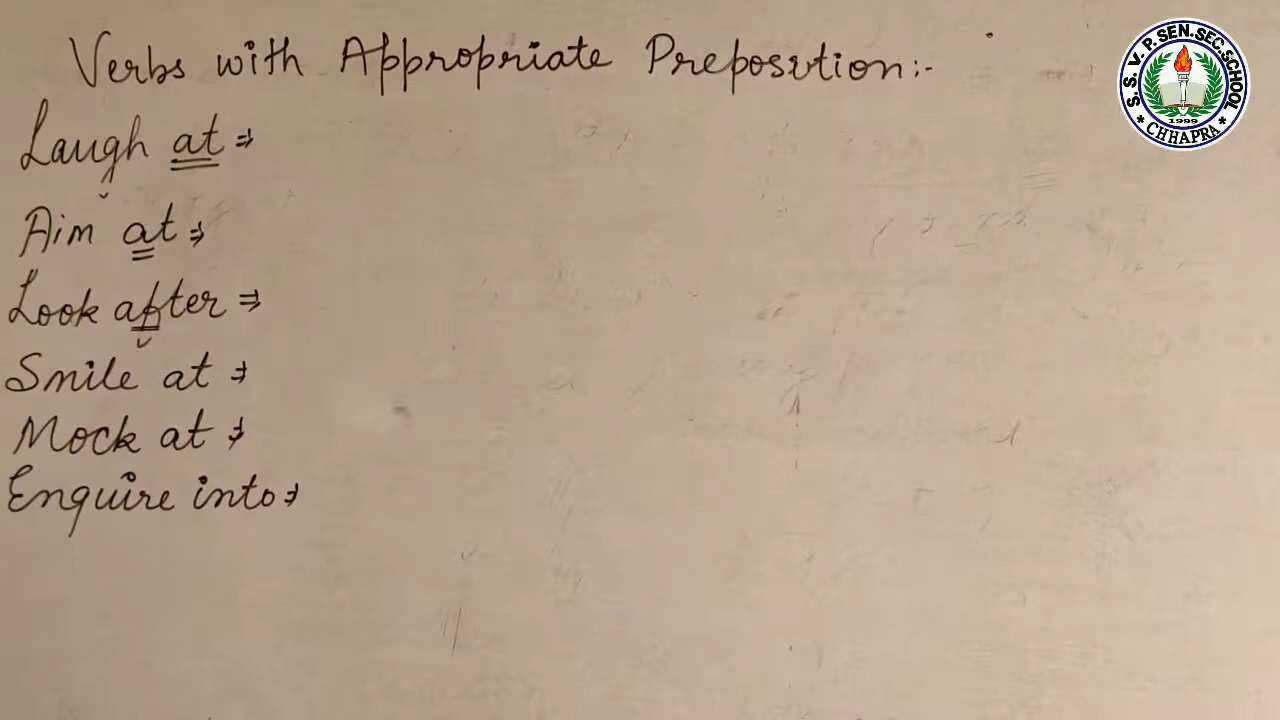 Verbs with Appropriate Preposition:-
S.S.V.P.SEN.SEC.SCHOOL
1999
* CHHAPRA *
Laugh at ⇒
Aim at ⇒
Look after ⇒
Smile at ⇒
Mock at ⇒
Enquire into ⇒